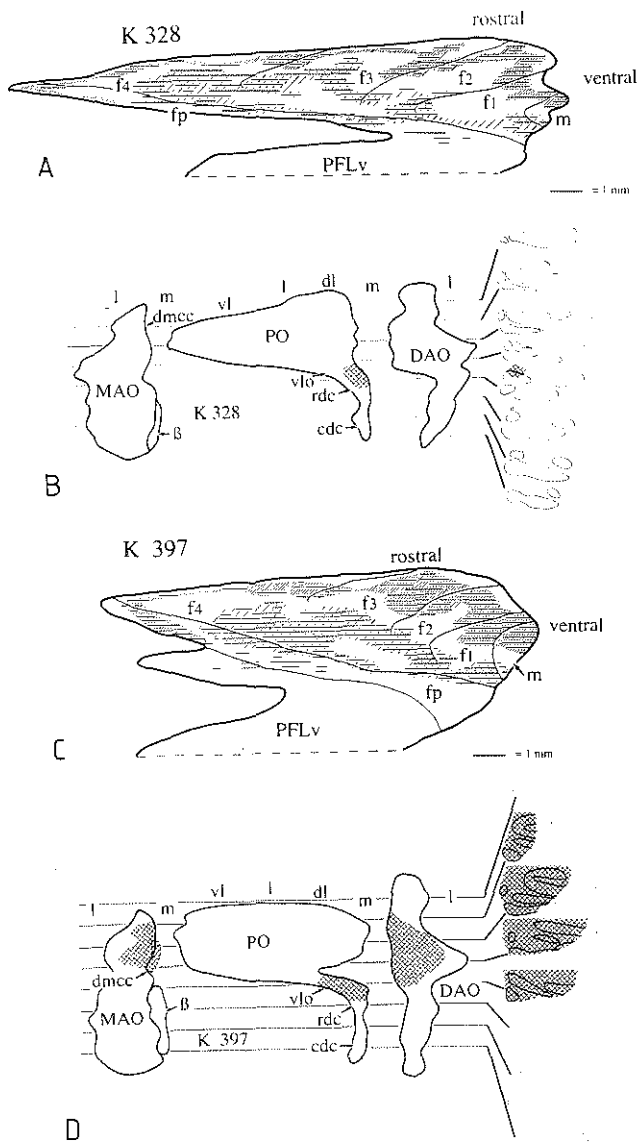 K 328
rostral
f4 f3 f2 f1
ventral
fp
m
PFLv
A
= 1 mm
l m vl l dl m l
dmcc
PO
DAO
MAO
vlo
rdc
K 328
cdc
ß
B
K 397
rostral
f4 f3 f2 f1
ventral
m
fp
PFLv
C
= 1 mm
l m vl l dl m l
PO
dmcc
vlo
DAO
ß
rdc
MAO
K 397
cdc
D